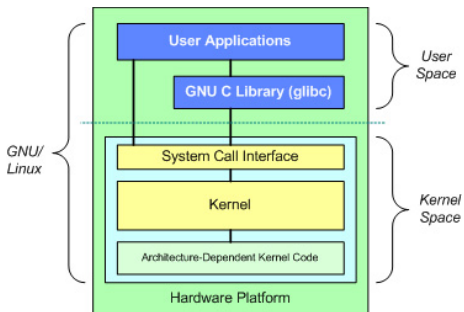 User Applications
GNU C Library (glibc)
User
Space
GNU/
Linux
System Call Interface
Kernel
Architecture-Dependent Kernel Code
Kernel
Space
Hardware Platform